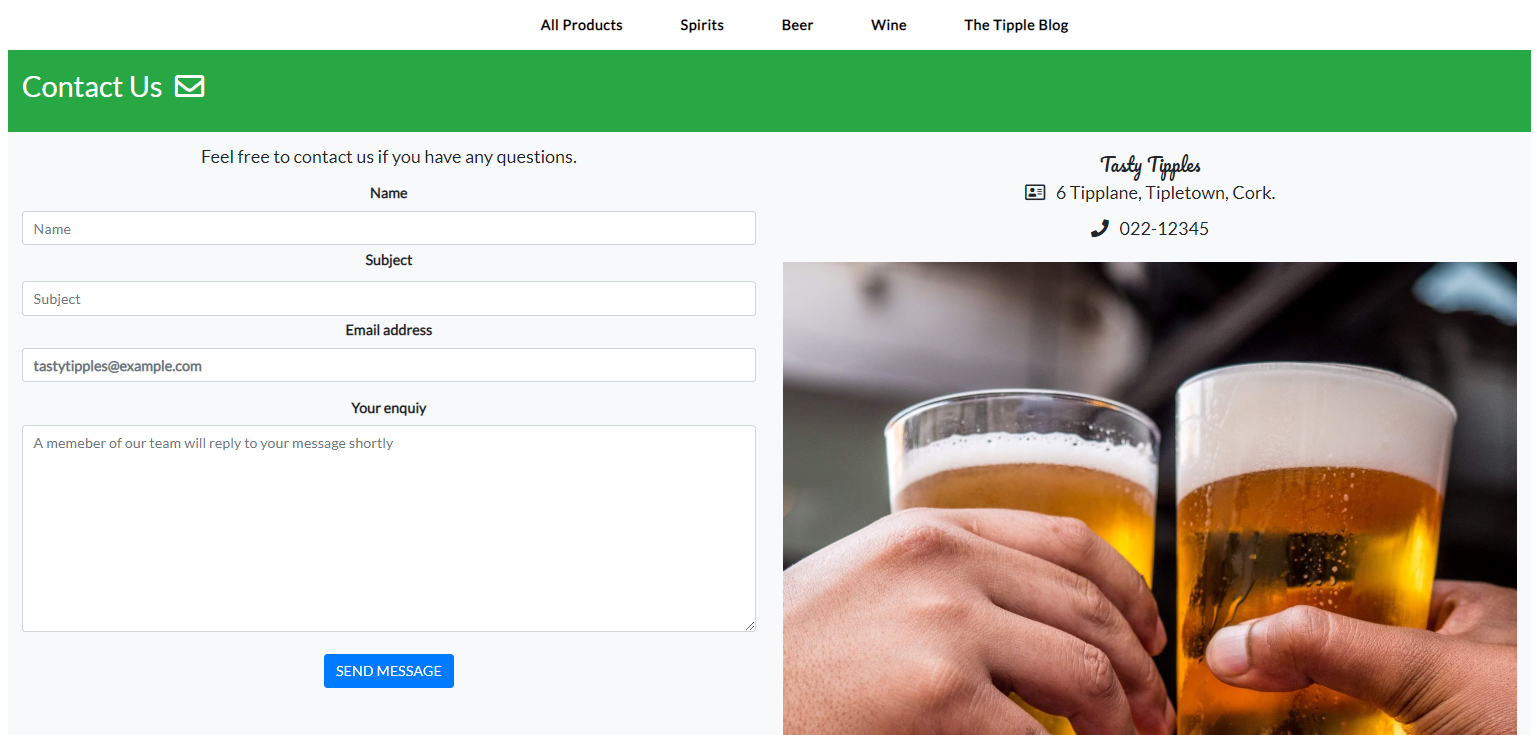 All Products Spirits Beer Wine The Tipple Blog
Contact Us
Feel free to contact us if you have any questions.
Name
Name
Subject
Subject
Email address
tastytipples@example.com
Your enquiy
A memeber of our team will reply to your message shortly
SEND MESSAGE
Tasty Tipples
6 Tipplane, Tipletown, Cork.
022-12345